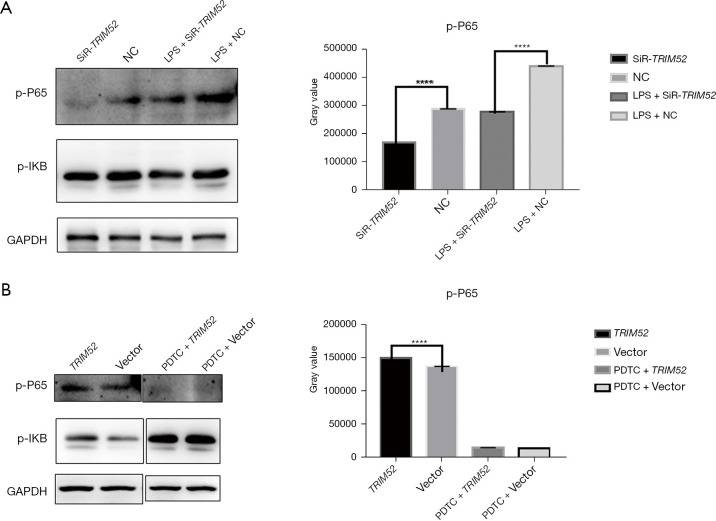 A
SiR-TRIM52
NC
LPS + SiR-TRIM52
LPS + NC
p-P65
p-IKB
GAPDH
p-P65
Gray value
500000
400000
300000
200000
100000
0
****
****
SiR-TRIM52
NC
LPS + SiR-TRIM52
LPS + NC
SiR-TRIM52
NC
LPS + SiR-TRIM52
LPS + NC
B
TRIM52
Vector
PDTC + TRIM52
PDTC + Vector
p-P65
p-IKB
GAPDH
p-P65
Gray value
200000
150000
100000
50000
0
****
TRIM52
Vector
PDTC + TRIM52
PDTC + Vector
TRIM52
Vector
PDTC + TRIM52
PDTC + Vector